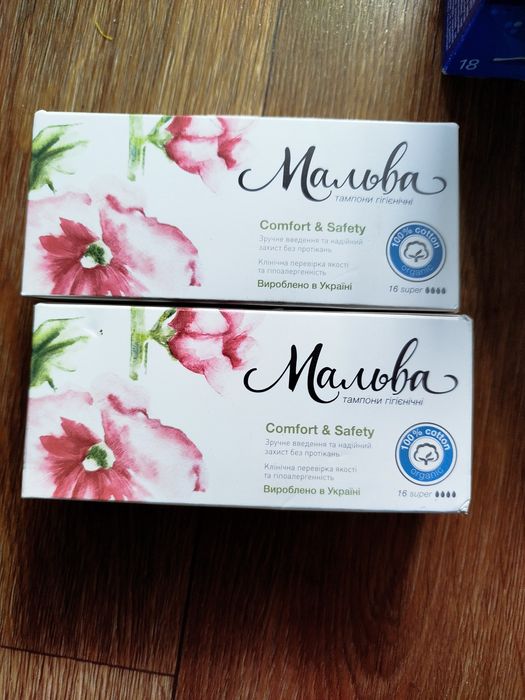 18
Мальва
тампони гігієнічні
Comfort & Safety
Зручне введення та надійний
захист без протікань
Клінічна перевірка якості
та гіпоалергенність
Вироблено в Україні
100% cotton
organic
16 super
Мальва
тампони гігієнічні
Comfort & Safety
Зручне введення та надійний
захист без протікань
Клінічна перевірка якості
та гіпоалергенність
Вироблено в Україні
100% cotton
organic
16 super